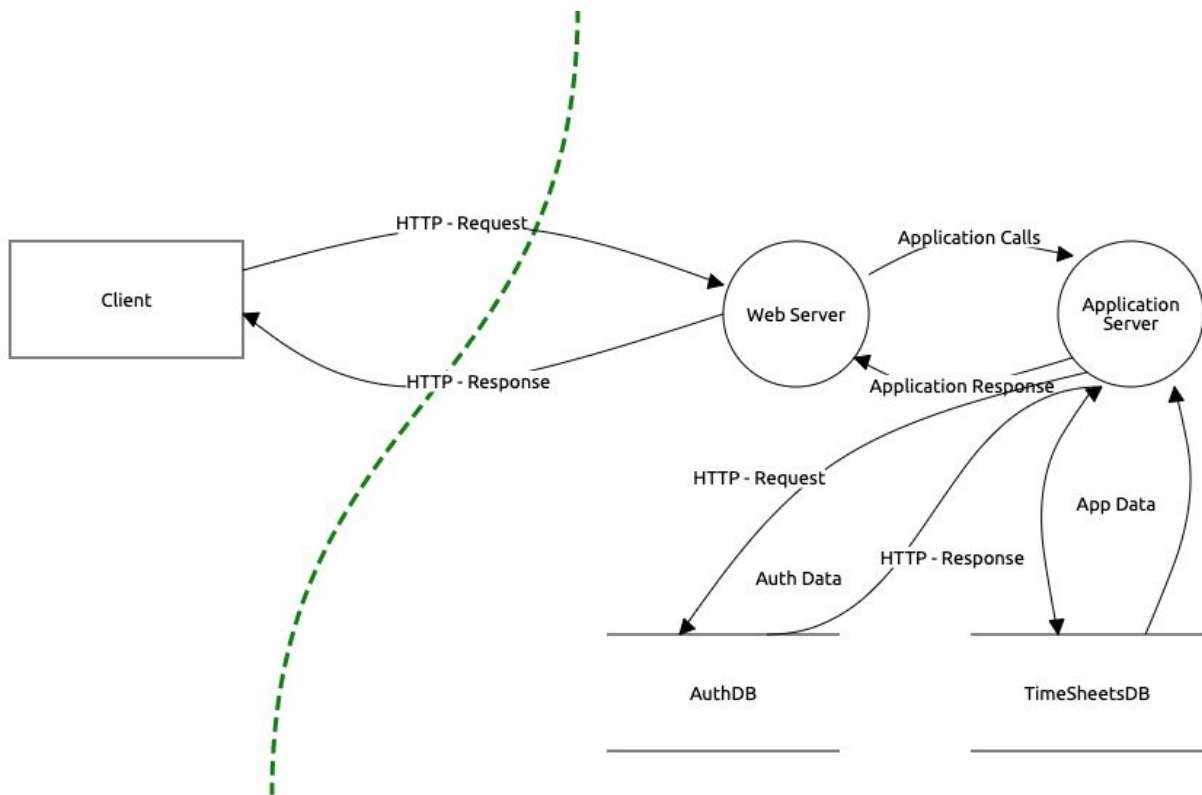 HTTP - Request
Application Calls
Client
Web Server
Application
Server
HTTP - Response
Application Response
HTTP - Request
App Data
HTTP - Response
Auth Data
AuthDB
TimeSheetsDB